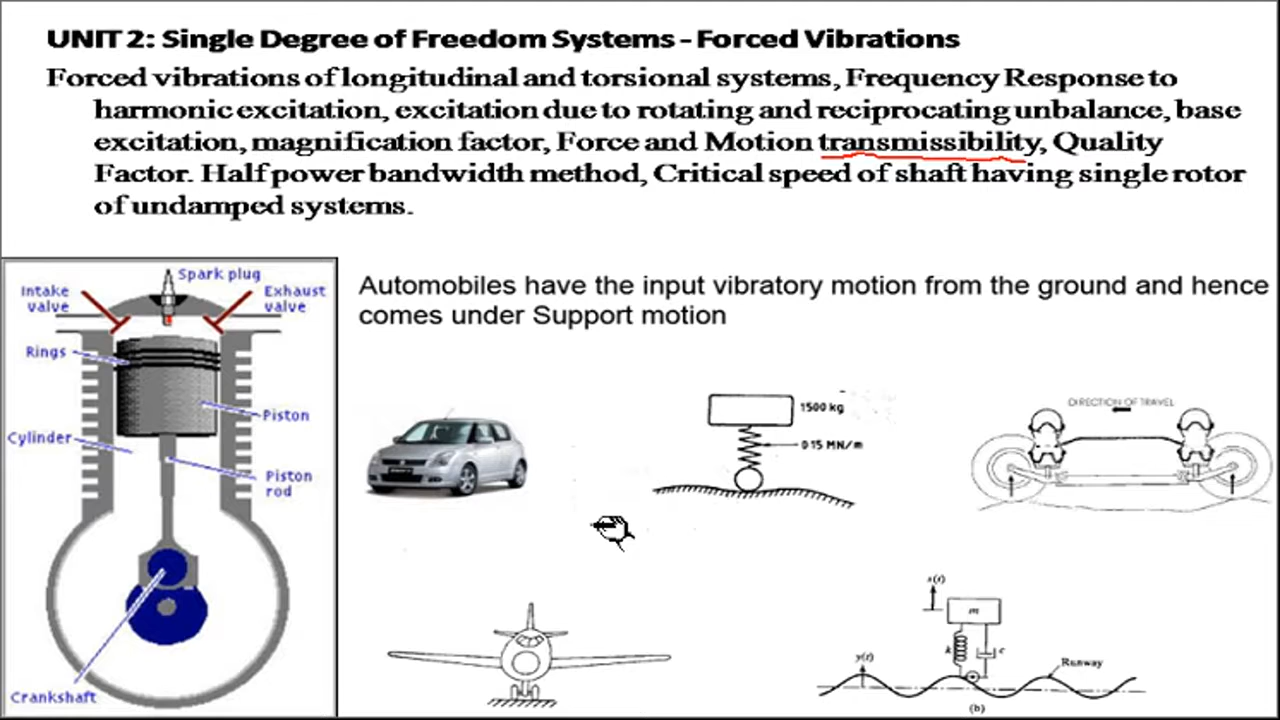 UNIT 2: Single Degree of Freedom Systems - Forced Vibrations
Forced vibrations of longitudinal and torsional systems, Frequency Response to
harmonic excitation, excitation due to rotating and reciprocating unbalance, base
excitation, magnification factor, Force and Motion transmissibility, Quality
Factor. Half power bandwidth method, Critical speed of shaft having single rotor
of undamped systems.
Spark plug
Intake
valve
Exhaust
valve
Rings
Piston
Cylinder
Piston
rod
Crankshaft
Automobiles have the input vibratory motion from the ground and hence
comes under Support motion
1500 kg
0.15 MN/m
DIRECTION OF TRAVEL
x(t)
m
k
c
y(t)
Runway
(b)